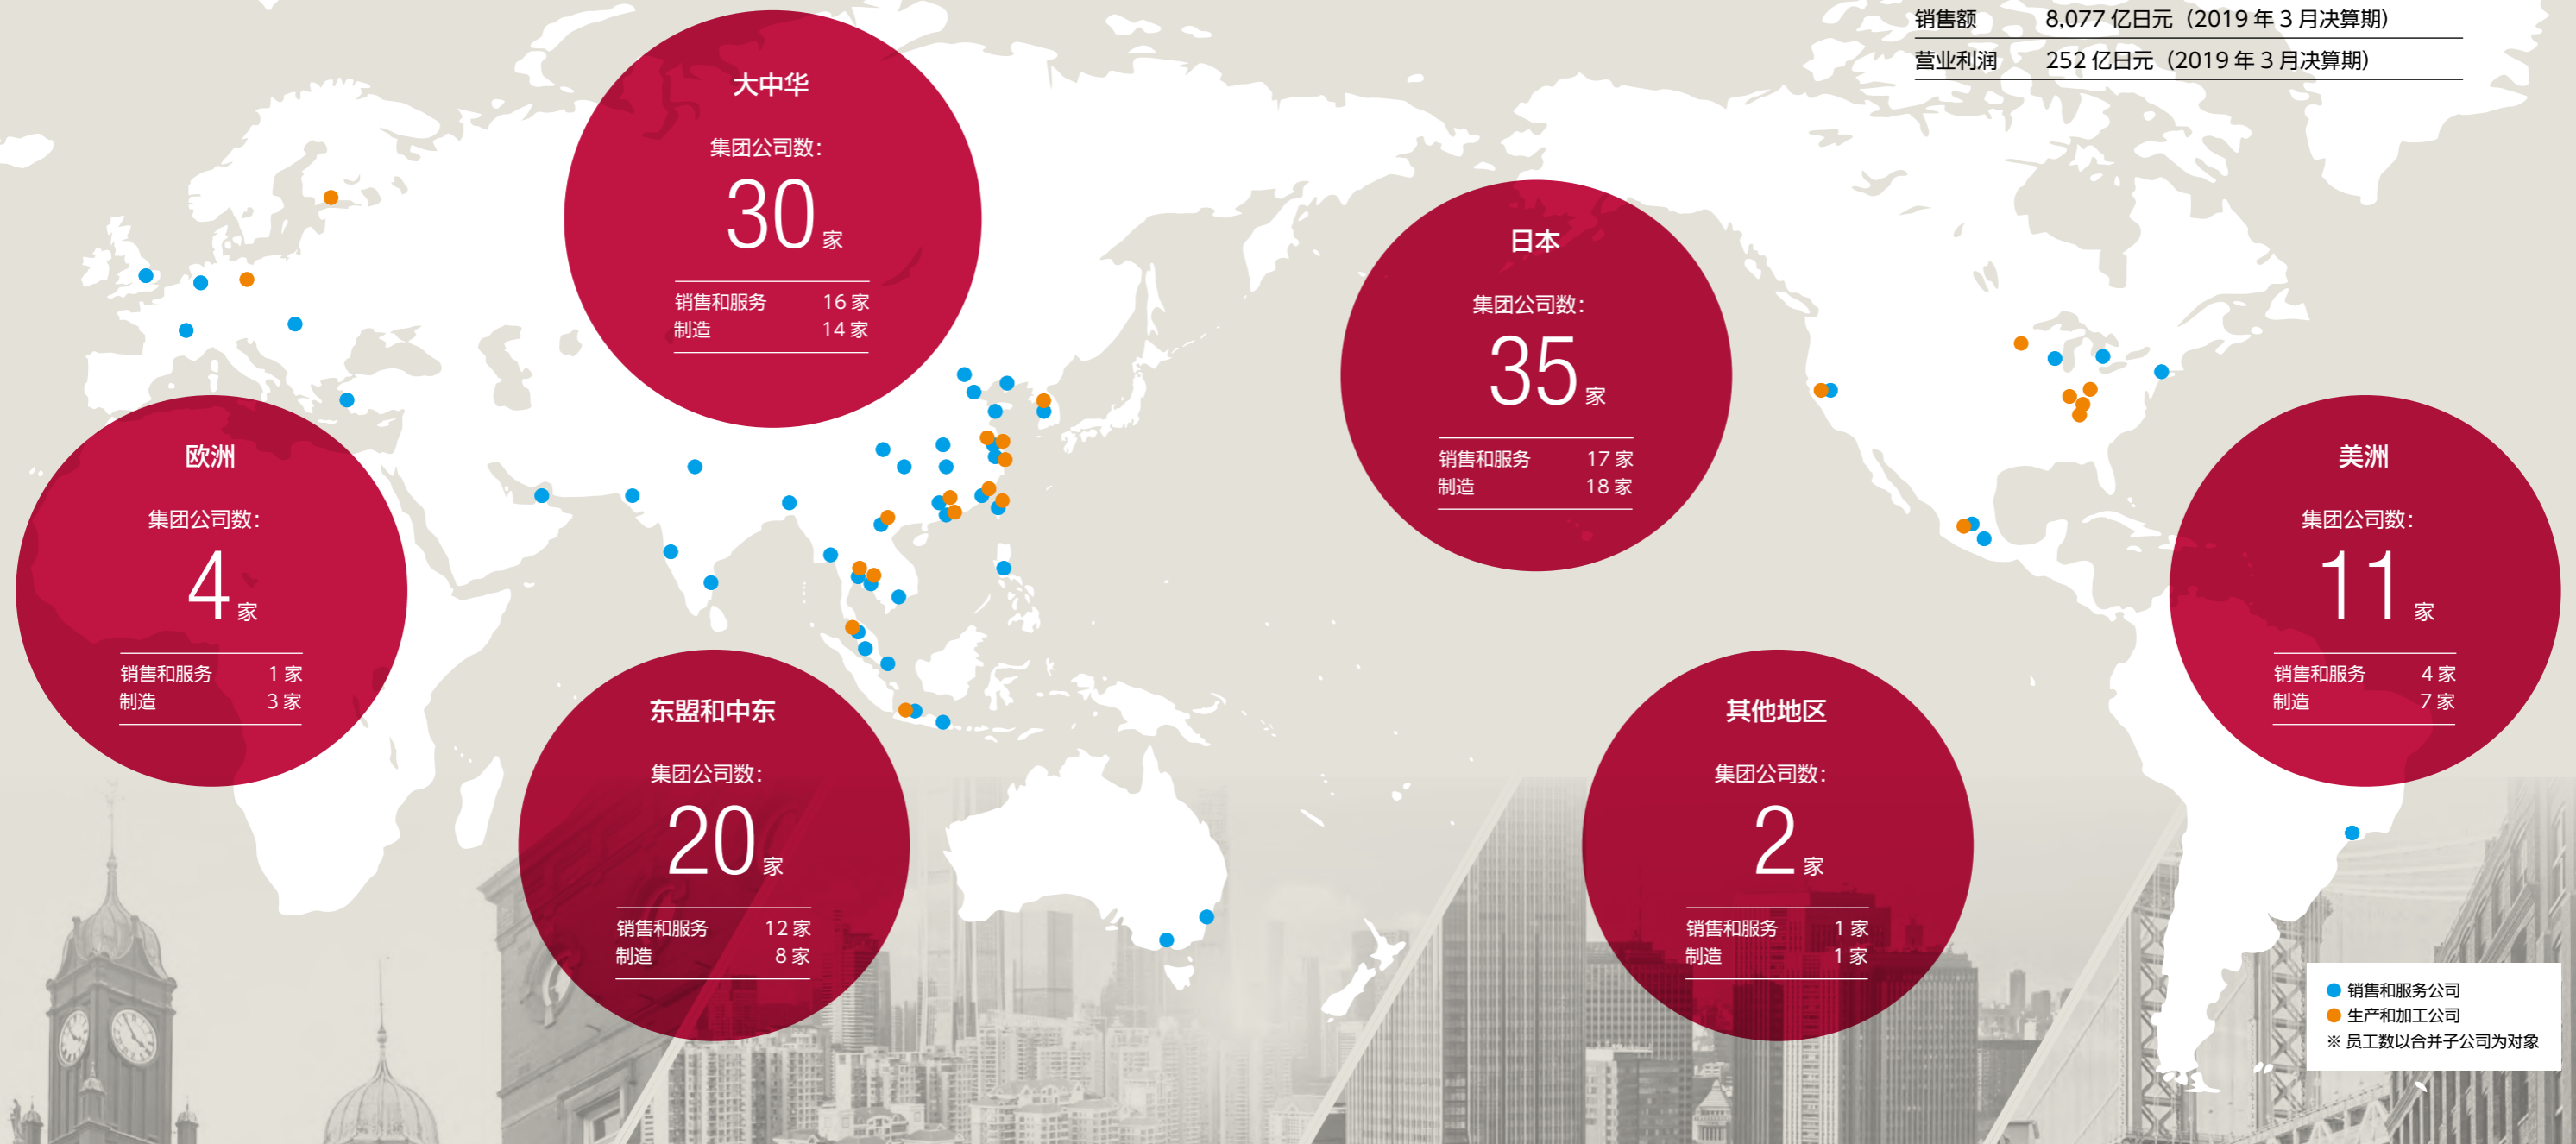 销售额 8,077 亿日元（2019 年 3 月决算期）
营业利润 252 亿日元（2019 年 3 月决算期）
大中华
集团公司数：
30 家
销售和服务 16 家
制造 14 家
日本
集团公司数：
35 家
销售和服务 17 家
制造 18 家
欧洲
集团公司数：
4 家
销售和服务 1 家
制造 3 家
美洲
集团公司数：
11 家
销售和服务 4 家
制造 7 家
东盟和中东
集团公司数：
20 家
销售和服务 12 家
制造 8 家
其他地区
集团公司数：
2 家
销售和服务 1 家
制造 1 家
销售和服务公司
生产和加工公司
※ 员工数以合并子公司为对象